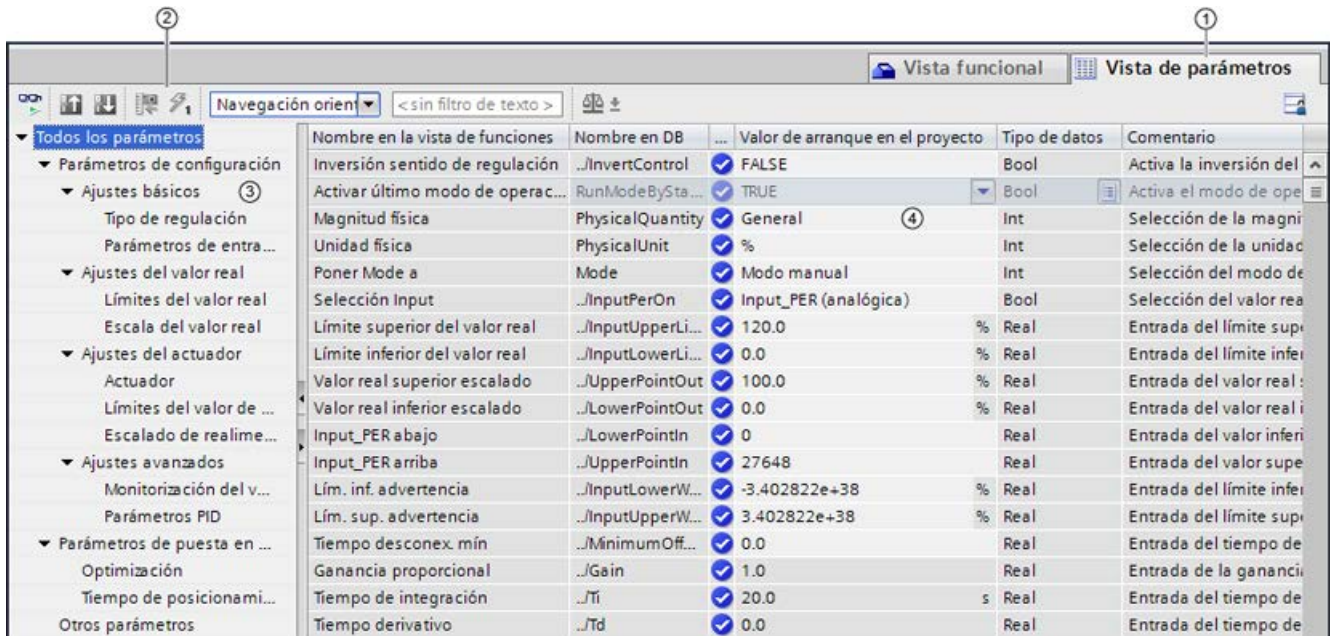 ② ①
Vista funcional Vista de parámetros
Navegación orient <sin filtro de texto>
Todos los parámetros Nombre en la vista de funciones Nombre en DB ... Valor de arranque en el proyecto Tipo de datos Comentario
Parámetros de configuración Inversión sentido de regulación ../InvertControl FALSE Bool Activa la inversión del
Ajustes básicos ③ Activar último modo de operac... RunModeBySta... TRUE Bool Activa el modo de ope
Tipo de regulación Magnitud física PhysicalQuantity General ④ Int Selección de la magni
Parámetros de entra... Unidad física PhysicalUnit % Int Selección de la unidad
Ajustes del valor real Poner Mode a Mode Modo manual Int Selección del modo de
Límites del valor real Selección Input ../InputPerOn Input_PER (analógica) Bool Selección del valor rea
Escala del valor real Límite superior del valor real ../InputUpperLi... 120.0 % Real Entrada del límite supe
Ajustes del actuador Límite inferior del valor real ../InputLowerLi... 0.0 % Real Entrada del límite infer
Actuador Valor real superior escalado ../UpperPointOut 100.0 % Real Entrada del valor real s
Límites del valor de ... Valor real inferior escalado ../LowerPointOut 0.0 % Real Entrada del valor real i
Escalado de realime... Input_PER abajo ../LowerPointIn 0 Real Entrada del valor inferi
Ajustes avanzados Input_PER arriba ../UpperPointIn 27648 Real Entrada del valor supe
Monitorización del v... Lím. inf. advertencia ../InputLowerW... -3.402822e+38 % Real Entrada del límite infer
Parámetros PID Lím. sup. advertencia ../InputUpperW... 3.402822e+38 % Real Entrada del límite supe
Parámetros de puesta en ... Tiempo desconex. mín ../MinimumOff... 0.0 Real Entrada del tiempo de
Optimización Ganancia proporcional ../Gain 1.0 Real Entrada de la ganancia
Tiempo de posicionami... Tiempo de integración ../Ti 20.0 s Real Entrada del tiempo de
Otros parámetros Tiempo derivativo ../Td 0.0 Real Entrada del tiempo de